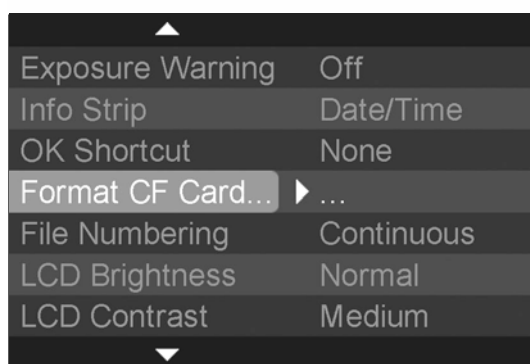 Exposure Warning Off
Info Strip Date/Time
OK Shortcut None
Format CF Card... ...
File Numbering Continuous
LCD Brightness Normal
LCD Contrast Medium